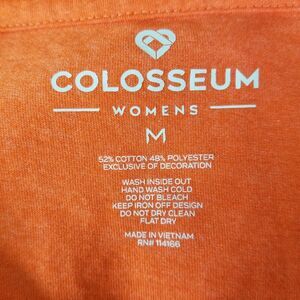 COLOSSEUM
WOMENS
M
52% COTTON 48% POLYESTER
EXCLUSIVE OF DECORATION
WASH INSIDE OUT
HAND WASH COLD
DO NOT BLEACH
KEEP IRON OFF DESIGN
DO NOT DRY CLEAN
FLAT DRY
MADE IN VIETNAM
RN# 114166